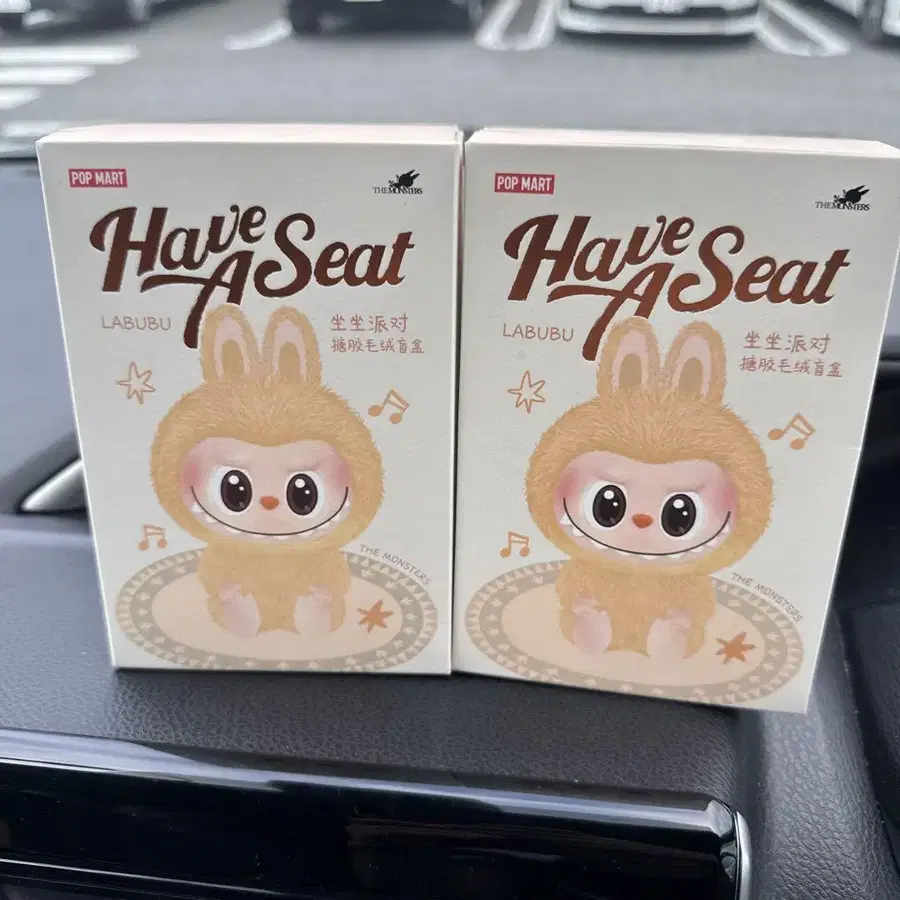 POP MART
THE MONSTERS
Have
A Seat
LABUBU
坐坐派对
搪胶毛绒盲盒
THE MONSTERS
POP MART
THE MONSTERS
Have
A Seat
LABUBU
坐坐派对
搪胶毛绒盲盒
THE MONSTERS